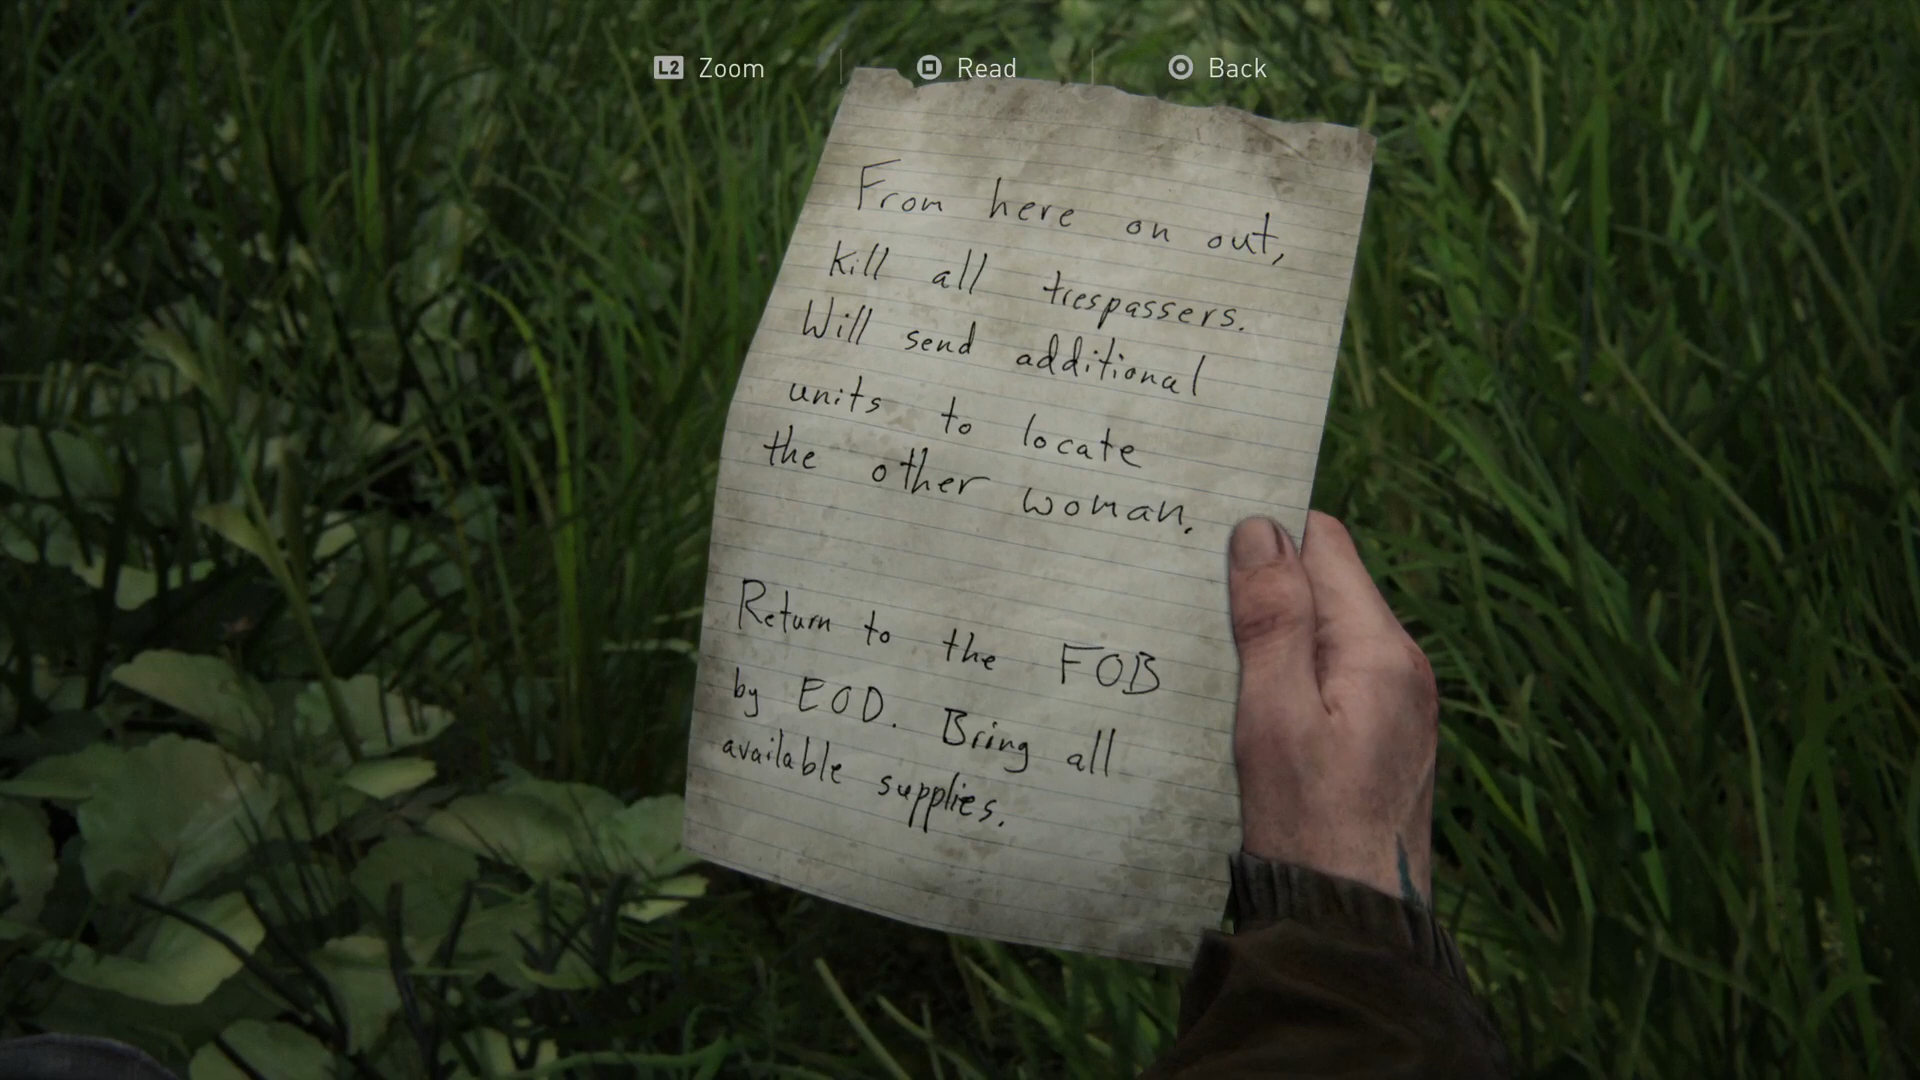 L2 Zoom Read Back
From here on out,
kill all trespassers.
Will send additional
units to locate
the other woman.
Return to the FOB
by EOD. Bring all
available supplies.